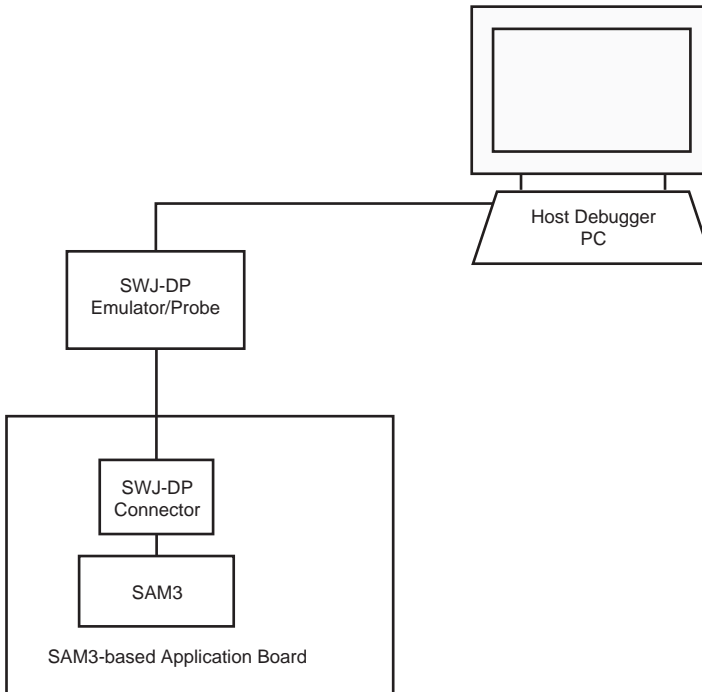 Host Debugger
PC
SWJ-DP
Emulator/Probe
SWJ-DP
Connector
SAM3
SAM3-based Application Board